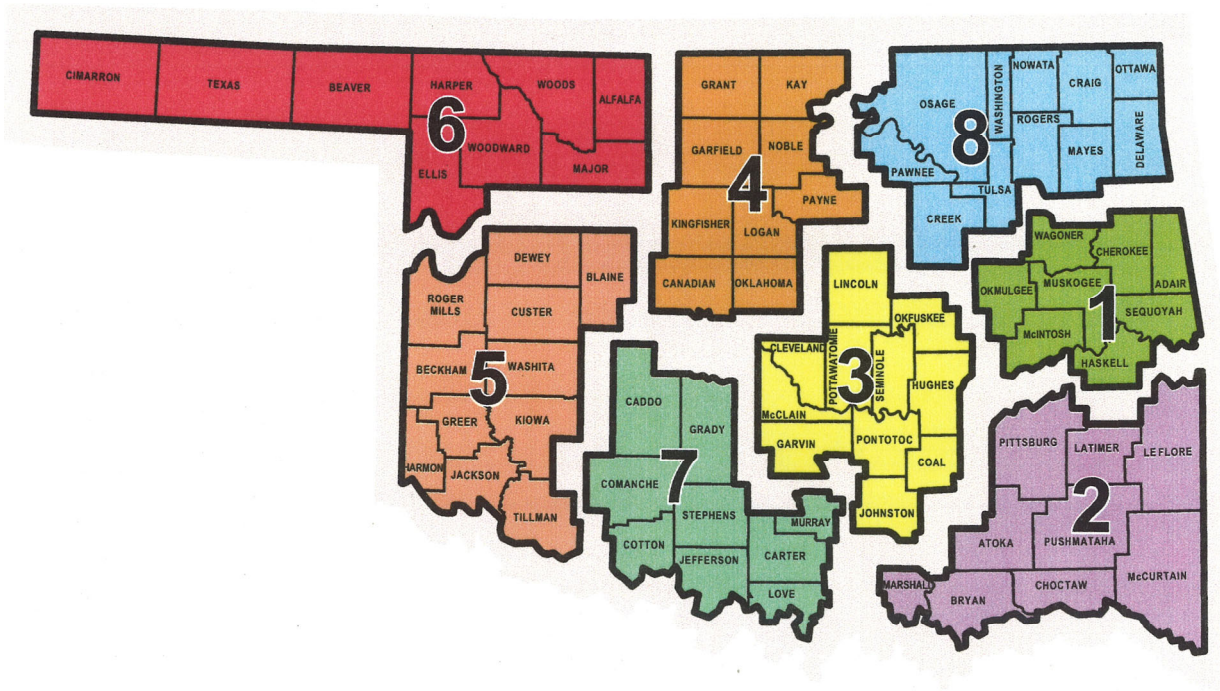 CIMARRON
TEXAS
BEAVER
HARPER
WOODS
ALFALFA
6
WOODWARD
ELLIS
MAJOR
GRANT
KAY
GARFIELD
NOBLE
4
PAYNE
KINGFISHER
LOGAN
CANADIAN
OKLAHOMA
OSAGE
WASHINGTON
NOWATA
CRAIG
OTTAWA
ROGERS
8
MAYES
DELAWARE
PAWNEE
TULSA
CREEK
WAGONER
CHEROKEE
OKMULGEE
MUSKOGEE
ADAIR
1
SEQUOYAH
McINTOSH
HASKELL
DEWEY
BLAINE
ROGER
MILLS
CUSTER
BECKHAM
5
WASHITA
GREER
KIOWA
HARMON
JACKSON
TILLMAN
LINCOLN
OKFUSKEE
CLEVELAND
POTTAWATOMIE
3
SEMINOLE
HUGHES
McCLAIN
GARVIN
PONTOTOC
COAL
JOHNSTON
CADDO
GRADY
7
COMANCHE
STEPHENS
MURRAY
COTTON
JEFFERSON
CARTER
LOVE
PITTSBURG
LATIMER
LEFLORE
2
ATOKA
PUSHMATAHA
MARSHALL
BRYAN
CHOCTAW
McCURTAIN